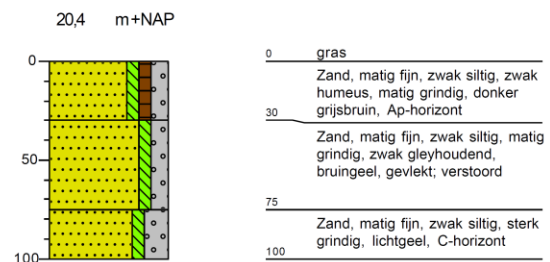 20,4 m+NAP
0
50
100
0 gras
Zand, matig fijn, zwak siltig, zwak
humeus, matig grindig, donker
grijsbruin, Ap-horizont
30
Zand, matig fijn, zwak siltig, matig
grindig, zwak gleyhoudend,
bruingeel, gevlekt; verstoord
75
Zand, matig fijn, zwak siltig, sterk
grindig, lichtgeel, C-horizont
100